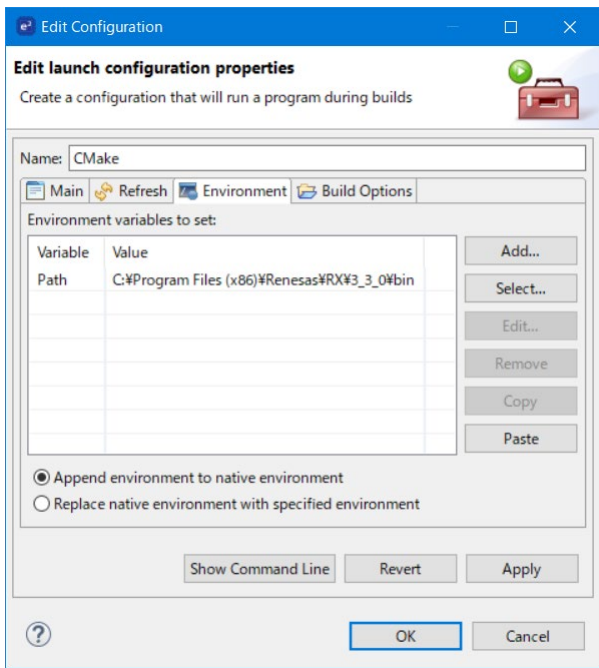 e² Edit Configuration
Edit launch configuration properties
Create a configuration that will run a program during builds
Name: CMake
Main Refresh Environment Build Options
Environment variables to set:
Variable Value
Path C:¥Program Files (x86)¥Renesas¥RX¥3_3_0¥bin
Add...
Select...
Edit...
Remove
Copy
Paste
Append environment to native environment
Replace native environment with specified environment
Show Command Line Revert Apply
? OK Cancel